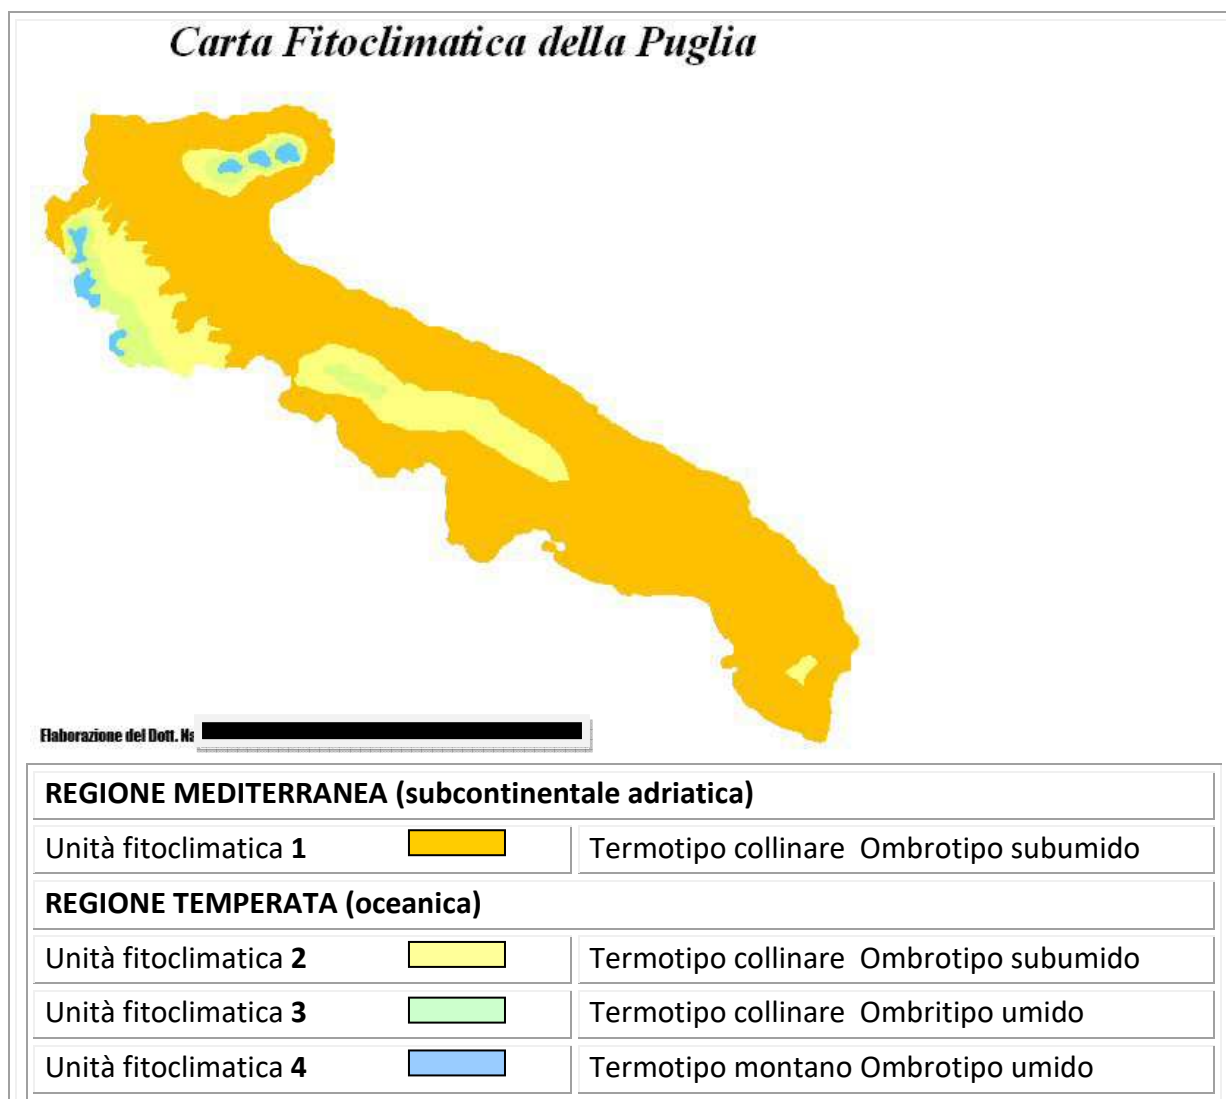 Carta Fitoclimatica della Puglia
Elaborazione del Dott.
REGIONE MEDITERRANEA (subcontinentale adriatica)
Unità fitoclimatica 1 Termotipo collinare Ombrotipo subumido
REGIONE TEMPERATA (oceanica)
Unità fitoclimatica 2 Termotipo collinare Ombrotipo subumido
Unità fitoclimatica 3 Termotipo collinare Ombritipo umido
Unità fitoclimatica 4 Termotipo montano Ombrotipo umido